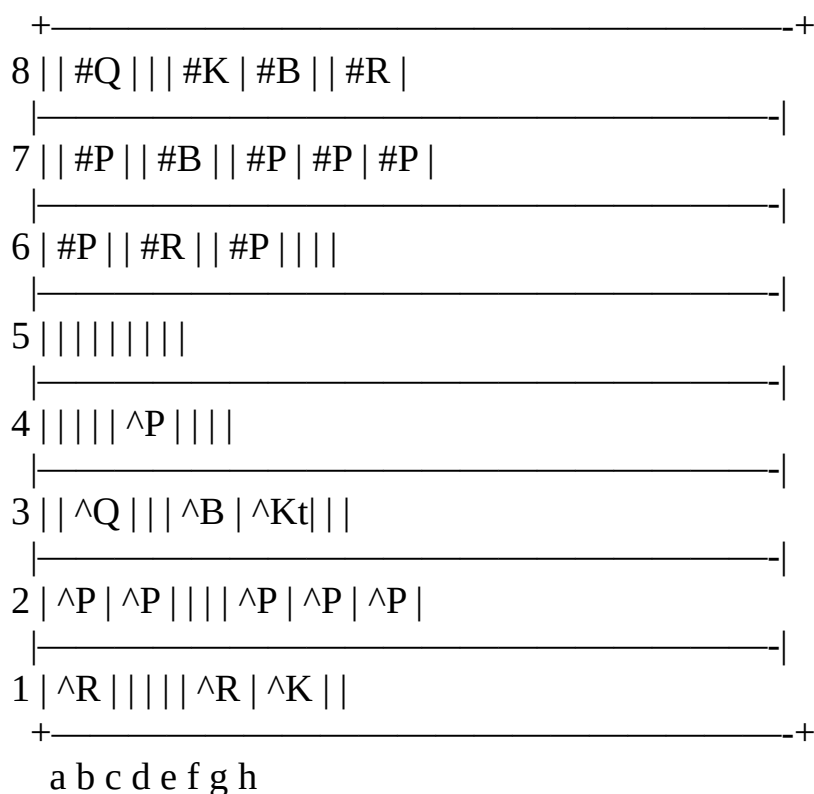 +—————————————————————-+
8 | | #Q | | | #K | #B | | #R |
|—————————————————————-|
7 | | #P | | #B | | #P | #P | #P |
|—————————————————————-|
6 | #P | | #R | | #P | | | |
|—————————————————————-|
5 | | | | | | | | |
|—————————————————————-|
4 | | | | | ^P | | | |
|—————————————————————-|
3 | | ^Q | | | ^B | ^Kt| | |
|—————————————————————-|
2 | ^P | ^P | | | | ^P | ^P | ^P |
|—————————————————————-|
1 | ^R | | | | | ^R | ^K | |
+—————————————————————-+
a b c d e f g h